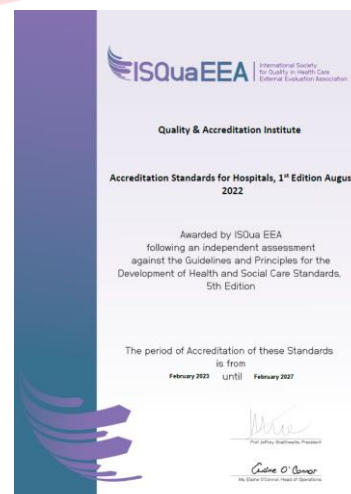 ISQuaEEA
International Society
for Quality in Health Care
External Evaluation Association
Quality & Accreditation Institute
Accreditation Standards for Hospitals, 1st Edition Augus
2022
Awarded by ISQua EEA
following an independent assessment
against the Guidelines and Principles for the
Development of Health and Social Care Standards,
5th Edition
The period of Accreditation of these Standards
is from
February 2023 until February 2027
Prof Jeffrey Braithwaite, President
Elaine O'Connor
Ms Elaine O'Connor, Head of Operations